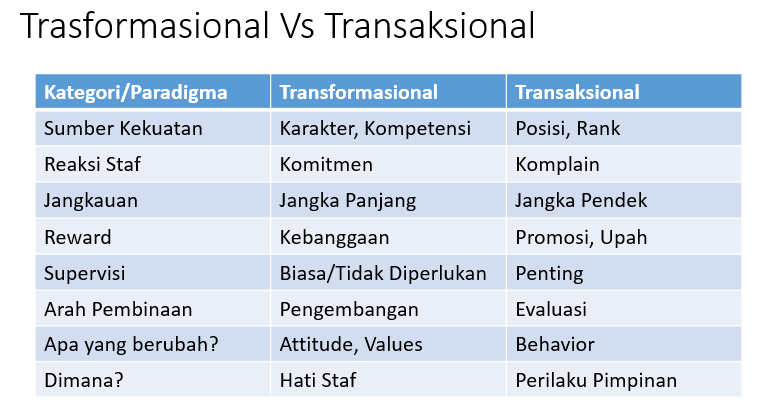 Trasformasional Vs Transaksional
Kategori/Paradigma Transformasional Transaksional
Sumber Kekuatan Karakter, Kompetensi Posisi, Rank
Reaksi Staf Komitmen Komplain
Jangkauan Jangka Panjang Jangka Pendek
Reward Kebanggaan Promosi, Upah
Supervisi Biasa/Tidak Diperlukan Penting
Arah Pembinaan Pengembangan Evaluasi
Apa yang berubah? Attitude, Values Behavior
Dimana? Hati Staf Perilaku Pimpinan